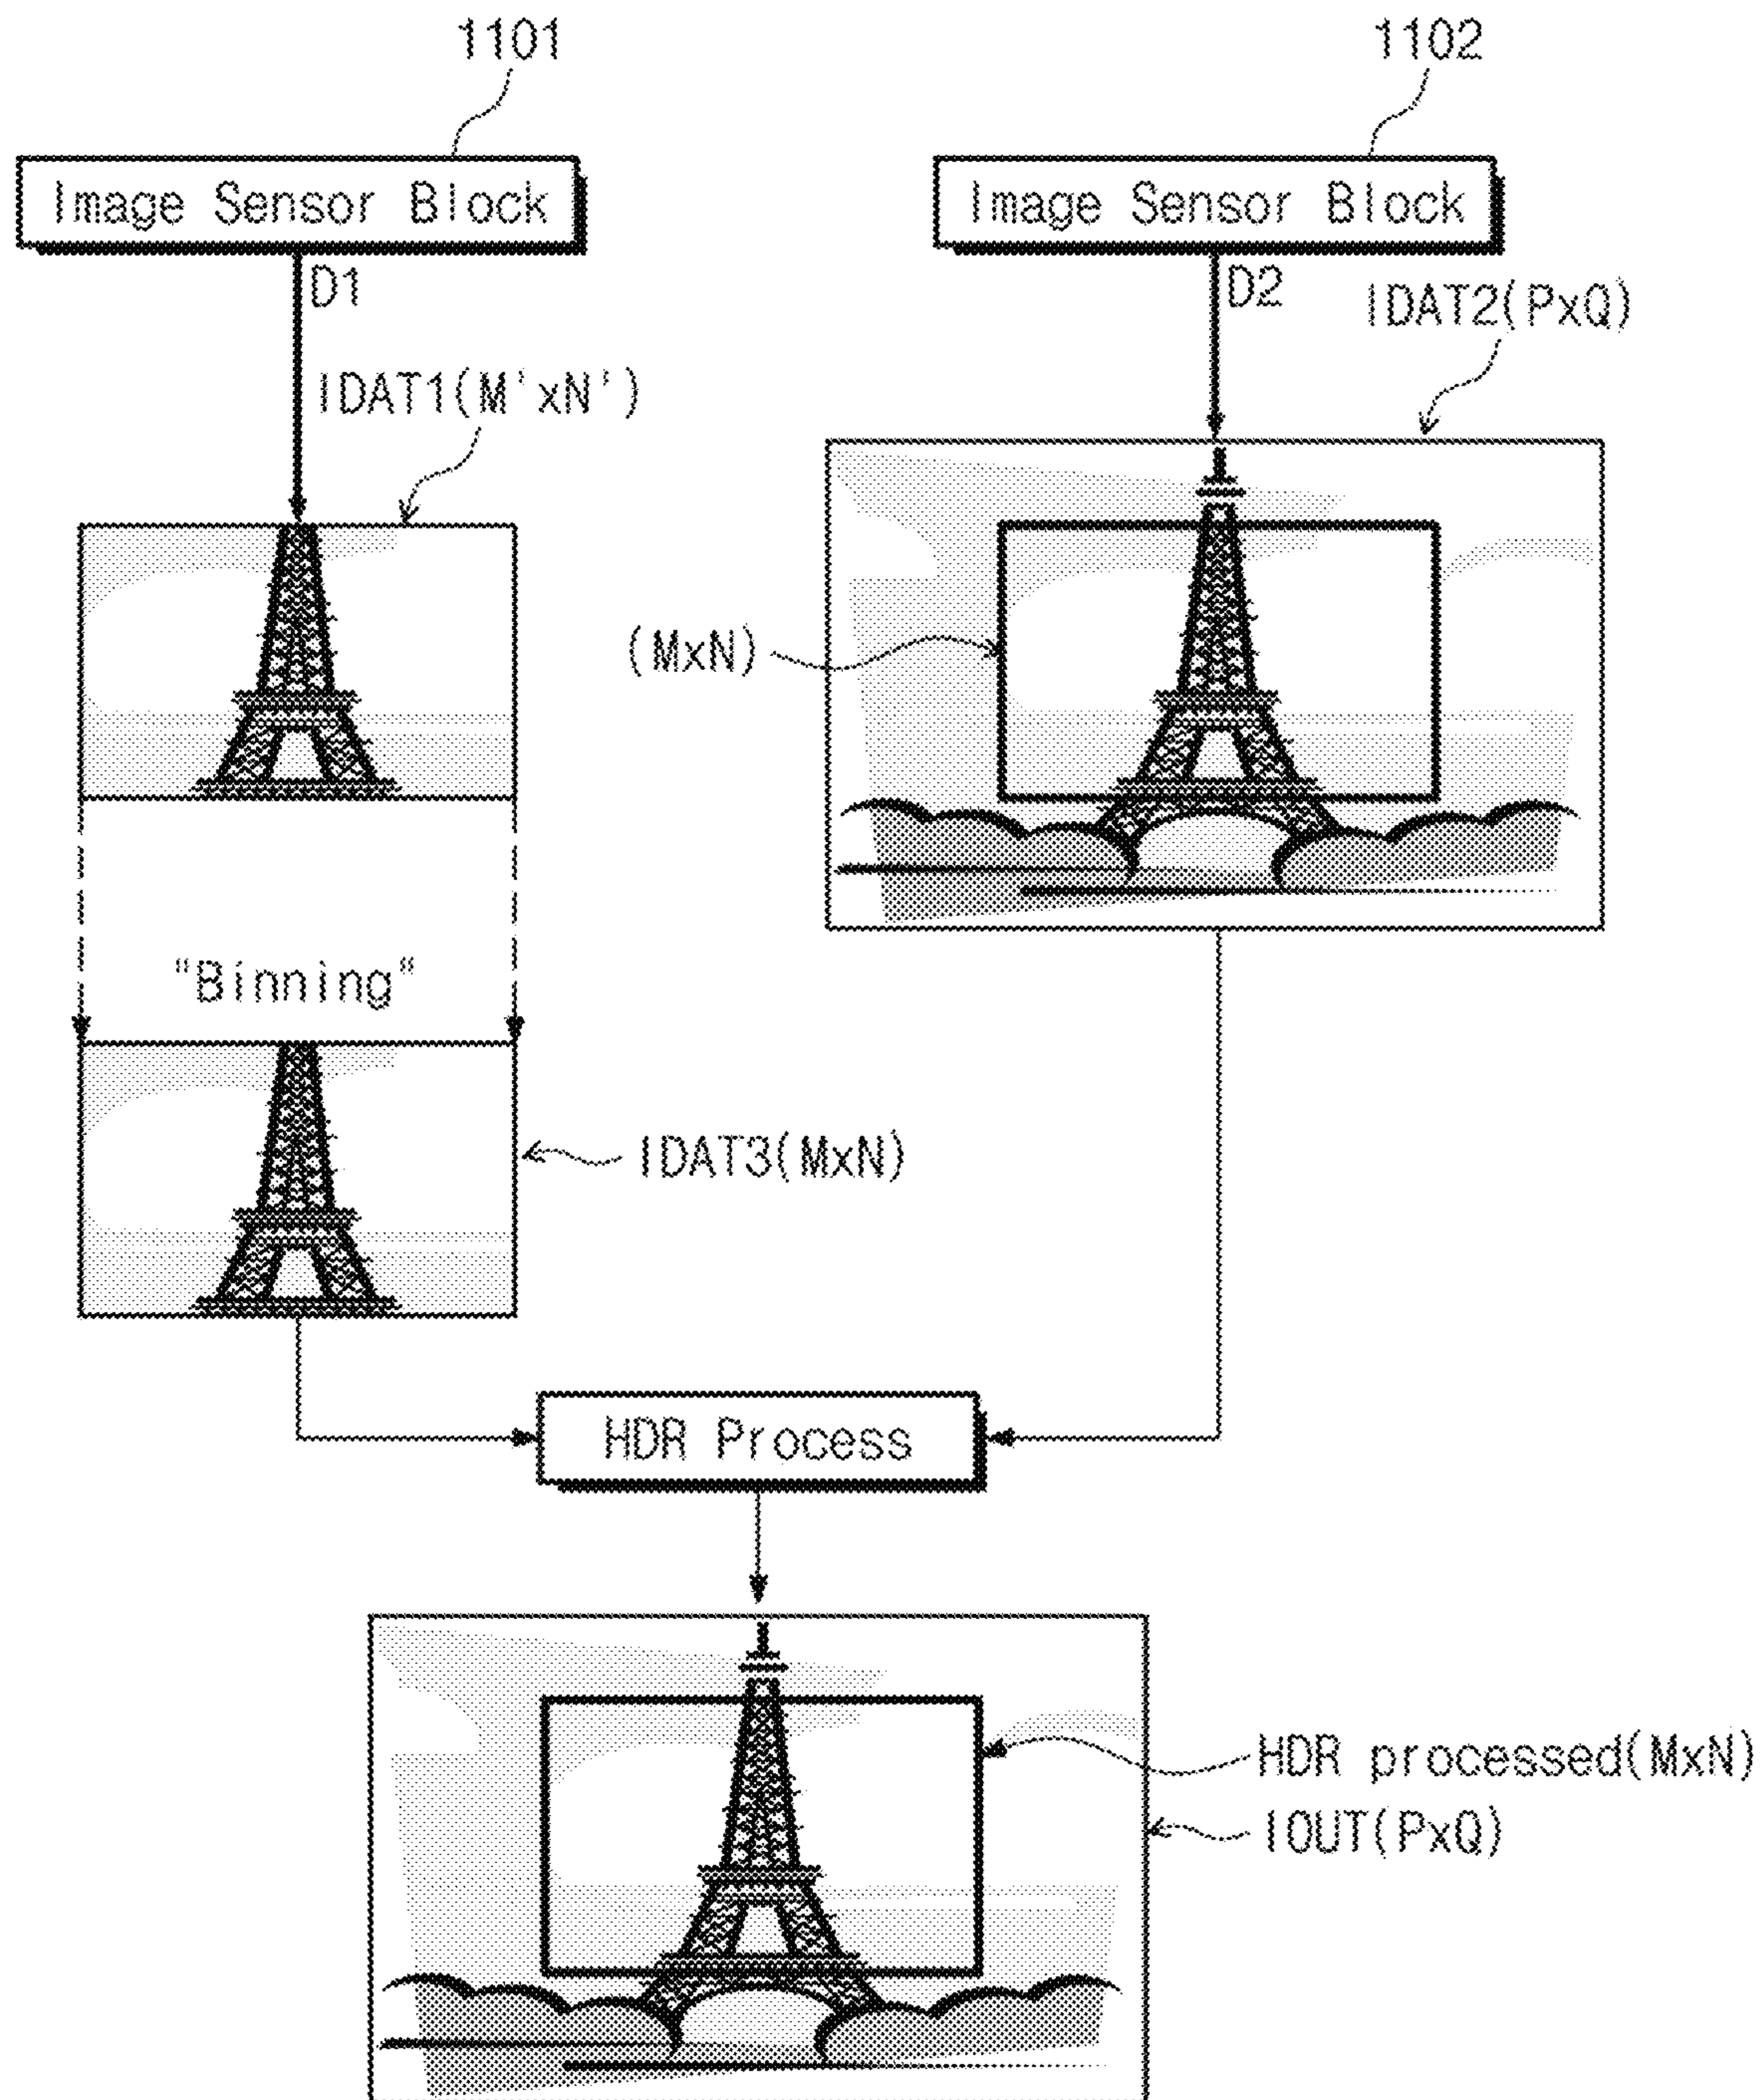 1101
1102
Image Sensor Block
Image Sensor Block
D1
D2
IDAT2(PxQ)
IDAT1(M'xN')
(MxN)
"Binning"
IDAT3(MxN)
HDR Process
HDR processed(MxN)
IOUT(PxQ)